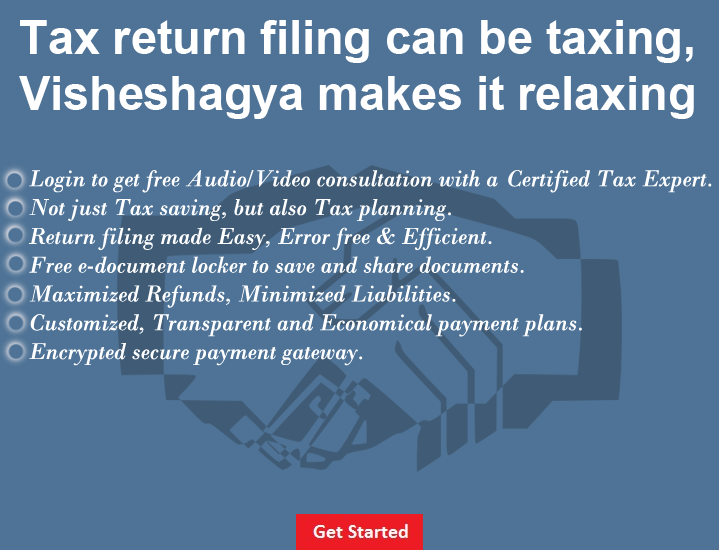 Tax return filing can be taxing,
Visheshagya makes it relaxing
Login to get free Audio/Video consultation with a Certified Tax Expert.
Not just Tax saving, but also Tax planning.
Return filing made Easy, Error free & Efficient.
Free e-document locker to save and share documents.
Maximized Refunds, Minimized Liabilities.
Customized, Transparent and Economical payment plans.
Encrypted secure payment gateway.
Get Started